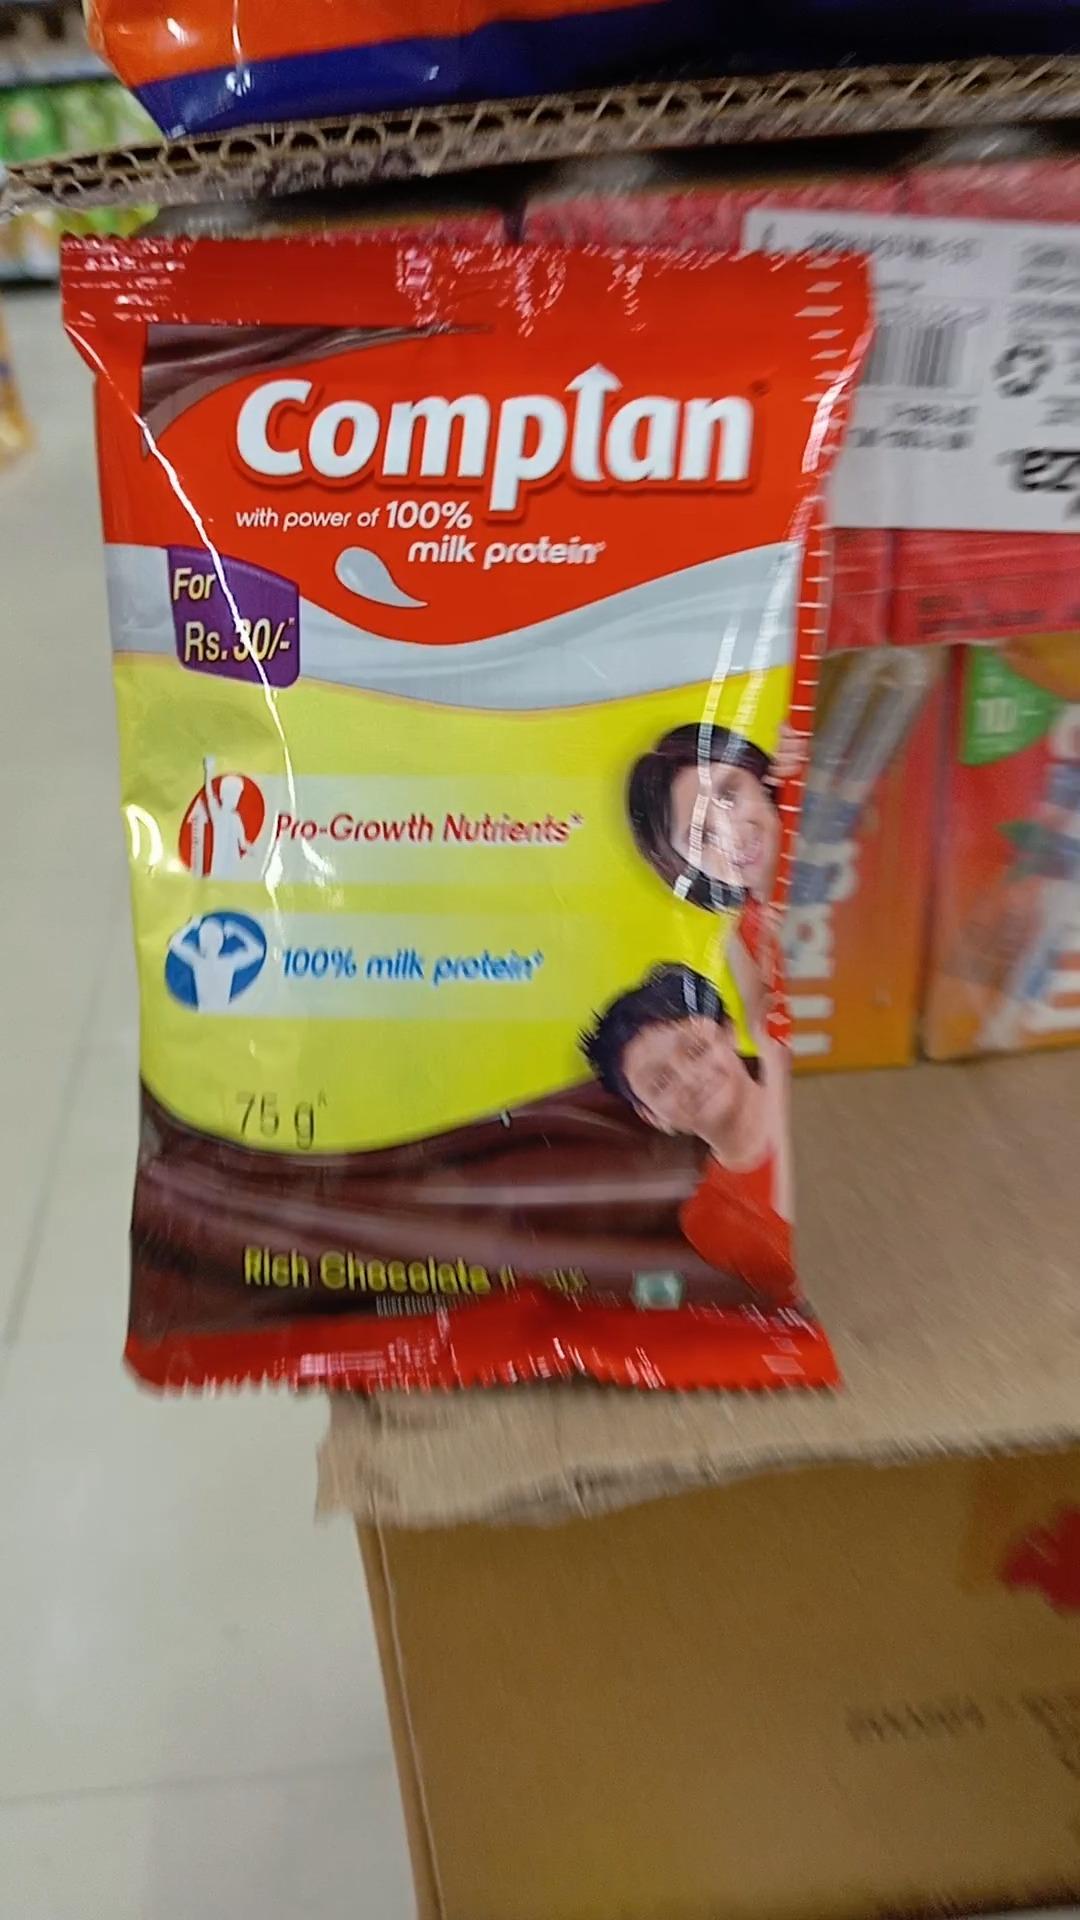 Complan
with power of 100%
milk protein
For
Rs. 30/-
Pro-Growth Nutrients*
100% milk protein
75 g^
Rich Chocolate